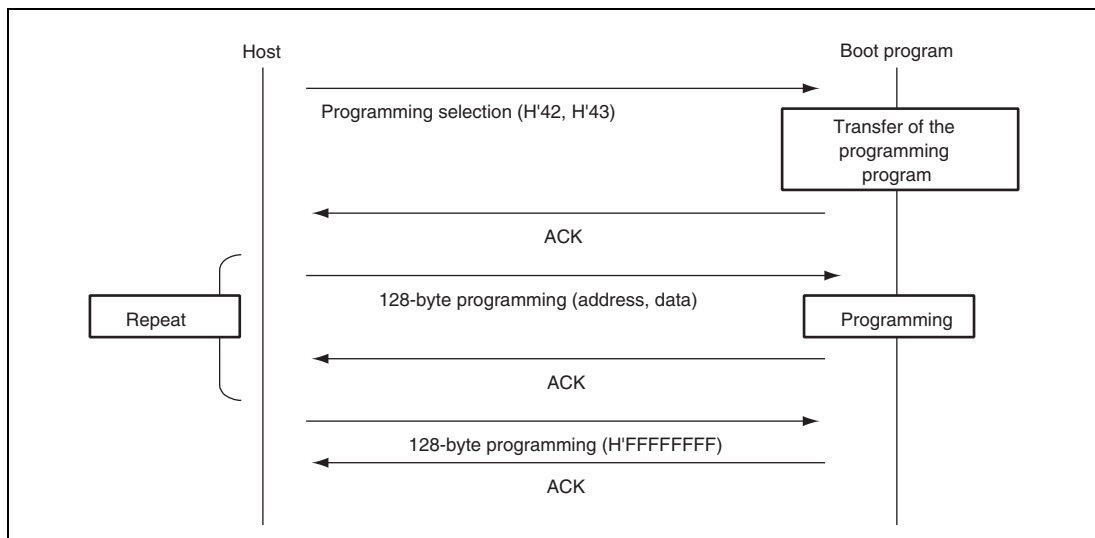 Host
Boot program
Programming selection (H'42, H'43)
Transfer of the
programming
program
ACK
128-byte programming (address, data)
Repeat
Programming
ACK
128-byte programming (H'FFFFFFFF)
ACK